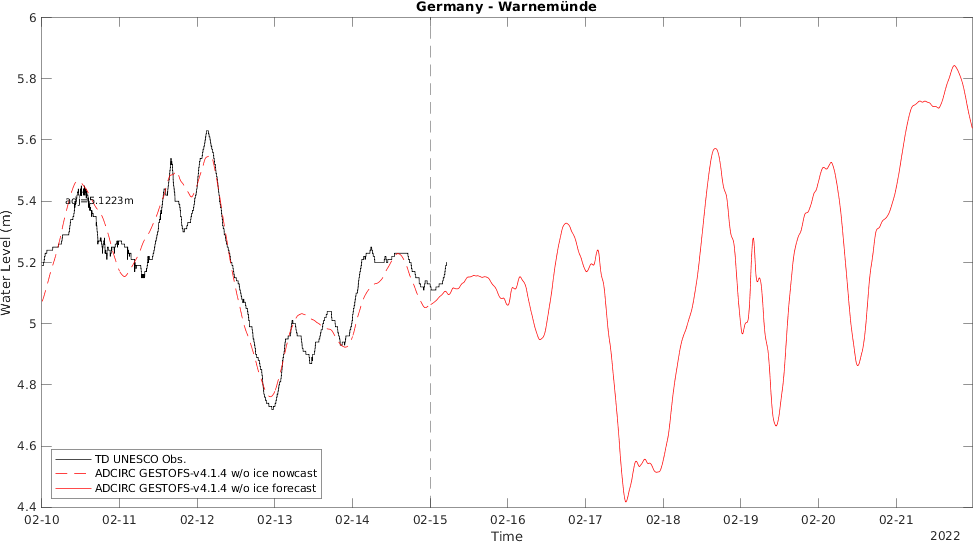 Germany - Warnemünde
6
5.8
5.6
5.4
5.2
5
4.8
4.6
4.4
Water Level (m)
adj=5.1223m
TD UNESCO Obs.
ADCIRC GESTOFS-v4.1.4 w/o ice nowcast
ADCIRC GESTOFS-v4.1.4 w/o ice forecast
02-10 02-11 02-12 02-13 02-14 02-15 02-16 02-17 02-18 02-19 02-20 02-21
Time
2022